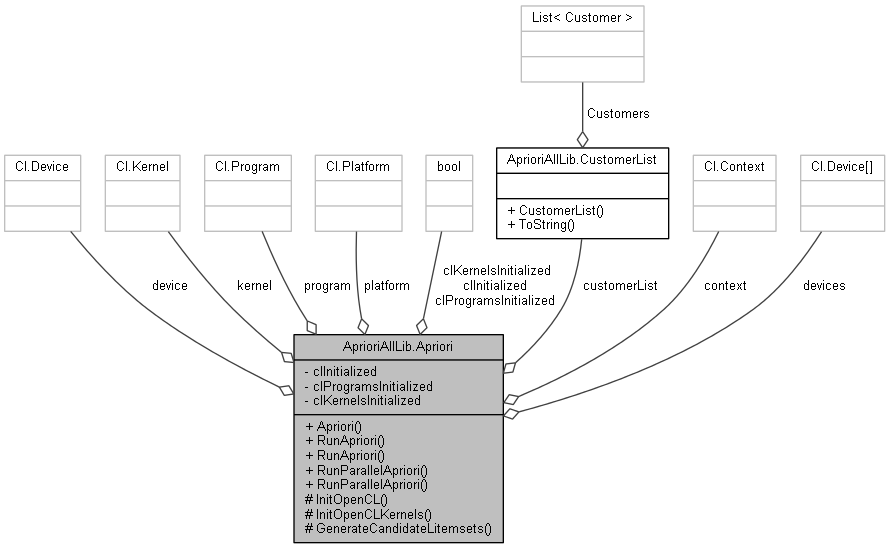 List< Customer >
Customers
Cl.Device
Cl.Kernel
Cl.Program
Cl.Platform
bool
AprioriAllLib.CustomerList
+ CustomerList()
+ ToString()
Cl.Context
Cl.Device[]
device
kernel
program
platform
clKernelsInitialized
clInitialized
clProgramsInitialized
customerList
context
devices
AprioriAllLib.Apriori
- clInitialized
- clProgramsInitialized
- clKernelsInitialized
+ Apriori()
+ RunApriori()
+ RunApriori()
+ RunParallelApriori()
+ RunParallelApriori()
# InitOpenCL()
# InitOpenCLKernels()
# GenerateCandidateLitemsets()